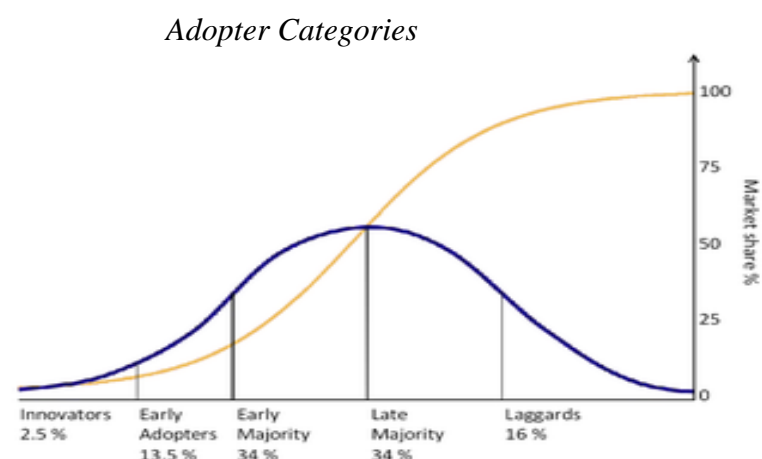 Adopter Categories
100
75
50
25
0
Market share %
Innovators
2.5 %
Early
Adopters
13.5 %
Early
Majority
34 %
Late
Majority
34 %
Laggards
16 %